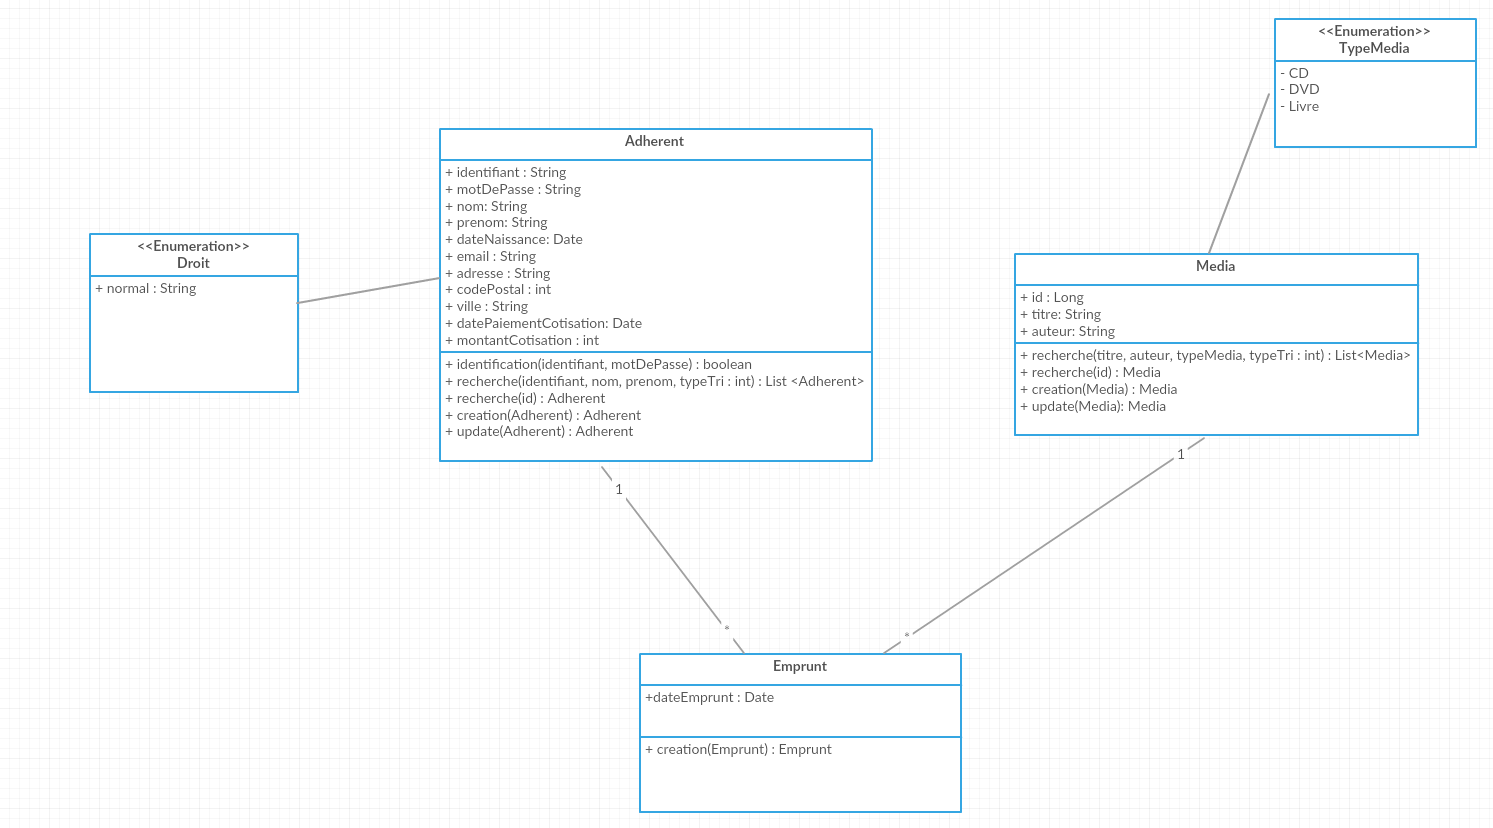 <<Enumeration>>
TypeMedia
- CD
- DVD
- Livre
Adherent
+ identifiant : String
+ motDePasse : String
+ nom: String
+ prenom: String
+ dateNaissance: Date
+ email : String
+ adresse : String
+ codePostal : int
+ ville : String
+ datePaiementCotisation: Date
+ montantCotisation : int
+ identification(identifiant, motDePasse) : boolean
+ recherche(identifiant, nom, prenom, typeTri : int) : List <Adherent>
+ recherche(id) : Adherent
+ creation(Adherent) : Adherent
+ update(Adherent) : Adherent
<<Enumeration>>
Droit
+ normal : String
Media
+ id : Long
+ titre: String
+ auteur: String
+ recherche(titre, auteur, typeMedia, typeTri : int) : List<Media>
+ recherche(id) : Media
+ creation(Media) : Media
+ update(Media): Media
1
1
*
*
Emprunt
+dateEmprunt : Date
+ creation(Emprunt) : Emprunt